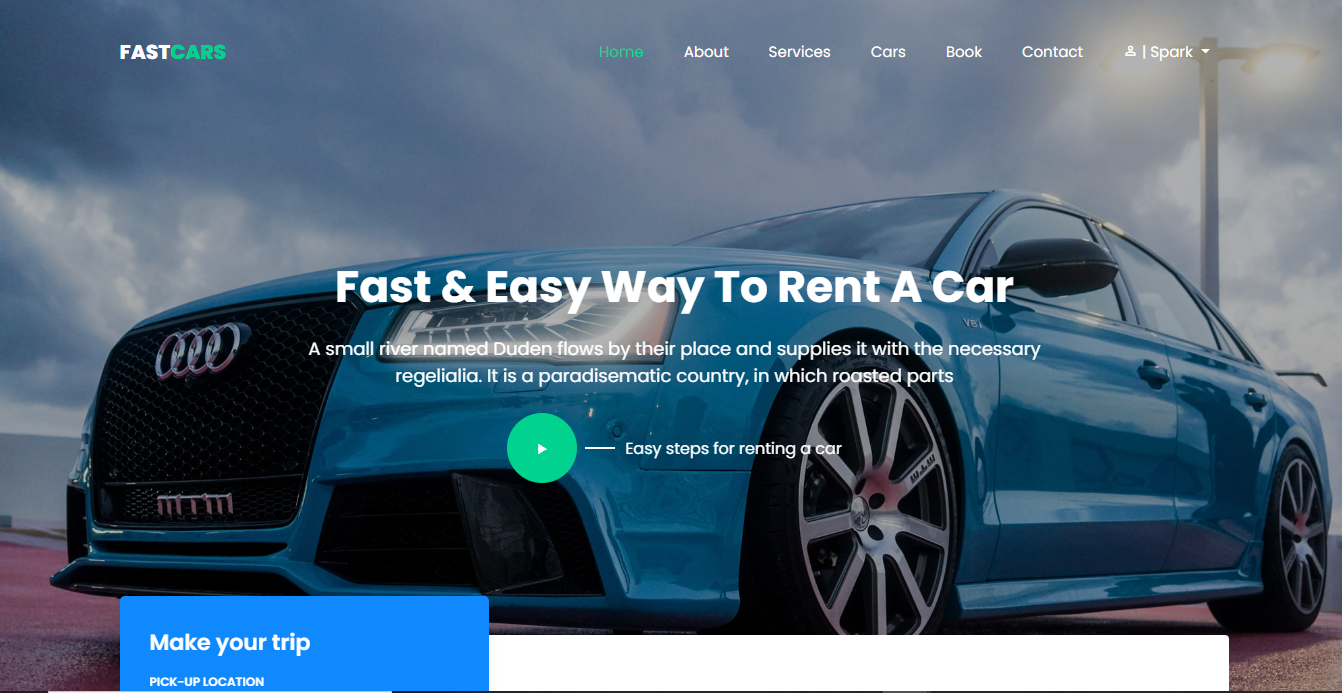 FASTCARS
Home About Services Cars Book Contact | Spark
Fast & Easy Way To Rent A Car
A small river named Duden flows by their place and supplies it with the necessary
regelialia. It is a paradisematic country, in which roasted parts
Easy steps for renting a car
mtm
Make your trip
PICK-UP LOCATION